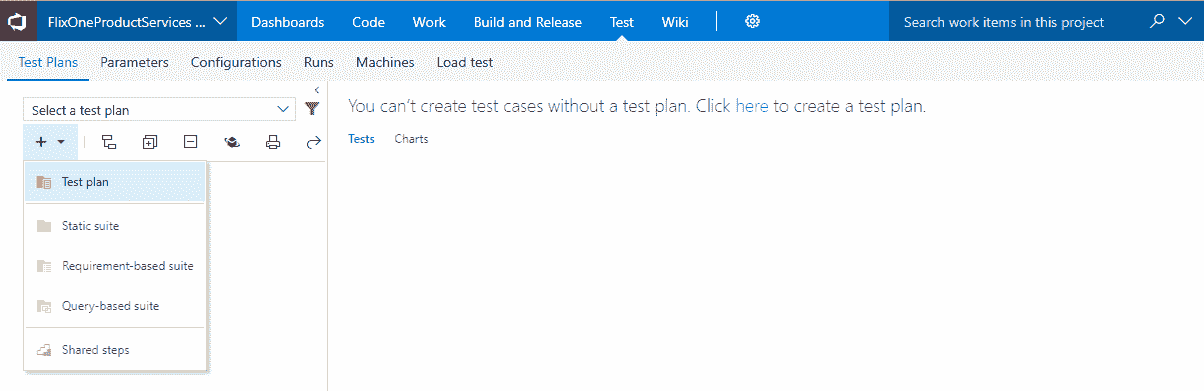 FlixOneProductServices ... Dashboards Code Work Build and Release Test Wiki Search work items in this project
Test Plans Parameters Configurations Runs Machines Load test
Select a test plan
You can't create test cases without a test plan. Click here to create a test plan.
Tests Charts
Test plan
Static suite
Requirement-based suite
Query-based suite
Shared steps